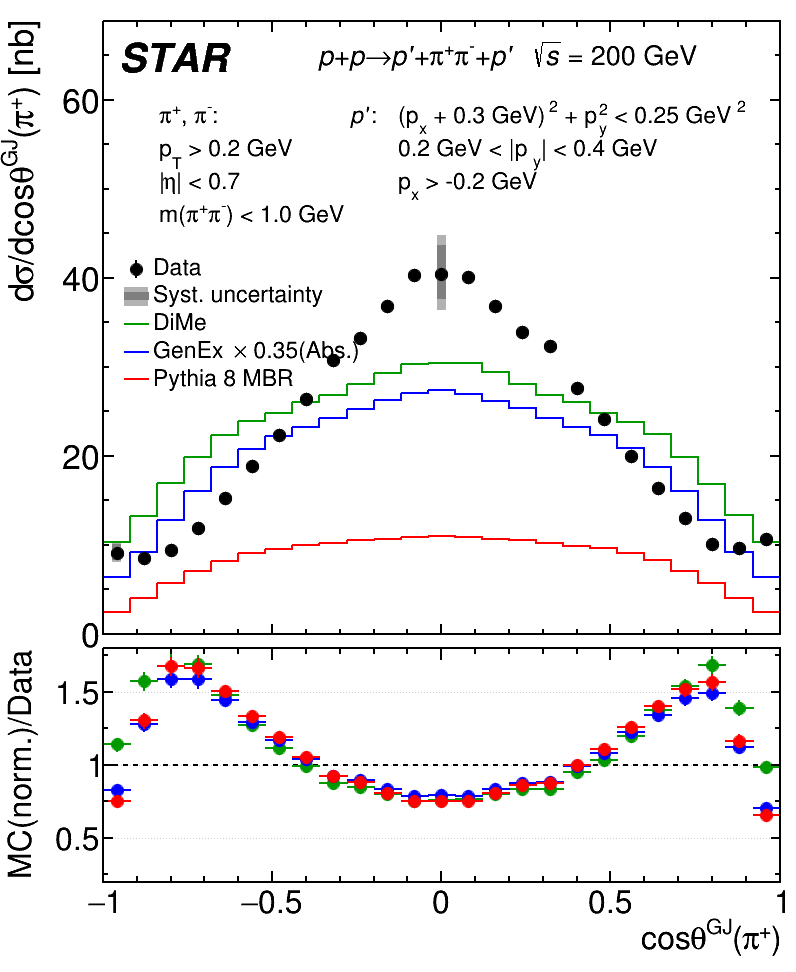 dσ/dcosθ^GJ(π⁺) [nb]
STAR p+p→p′+π⁺π⁻+p′ √s = 200 GeV
π⁺, π⁻: p′: (p_x + 0.3 GeV)² + p_y² < 0.25 GeV²
p_T > 0.2 GeV 0.2 GeV < |p_y| < 0.4 GeV
|η| < 0.7 p_x > -0.2 GeV
m(π⁺π⁻) < 1.0 GeV
Data
Syst. uncertainty
DiMe
GenEx × 0.35(Abs.)
Pythia 8 MBR
60
40
20
0
MC(norm.)/Data
1.5
1
0.5
−1 −0.5 0 0.5 1
cosθ^GJ(π⁺)